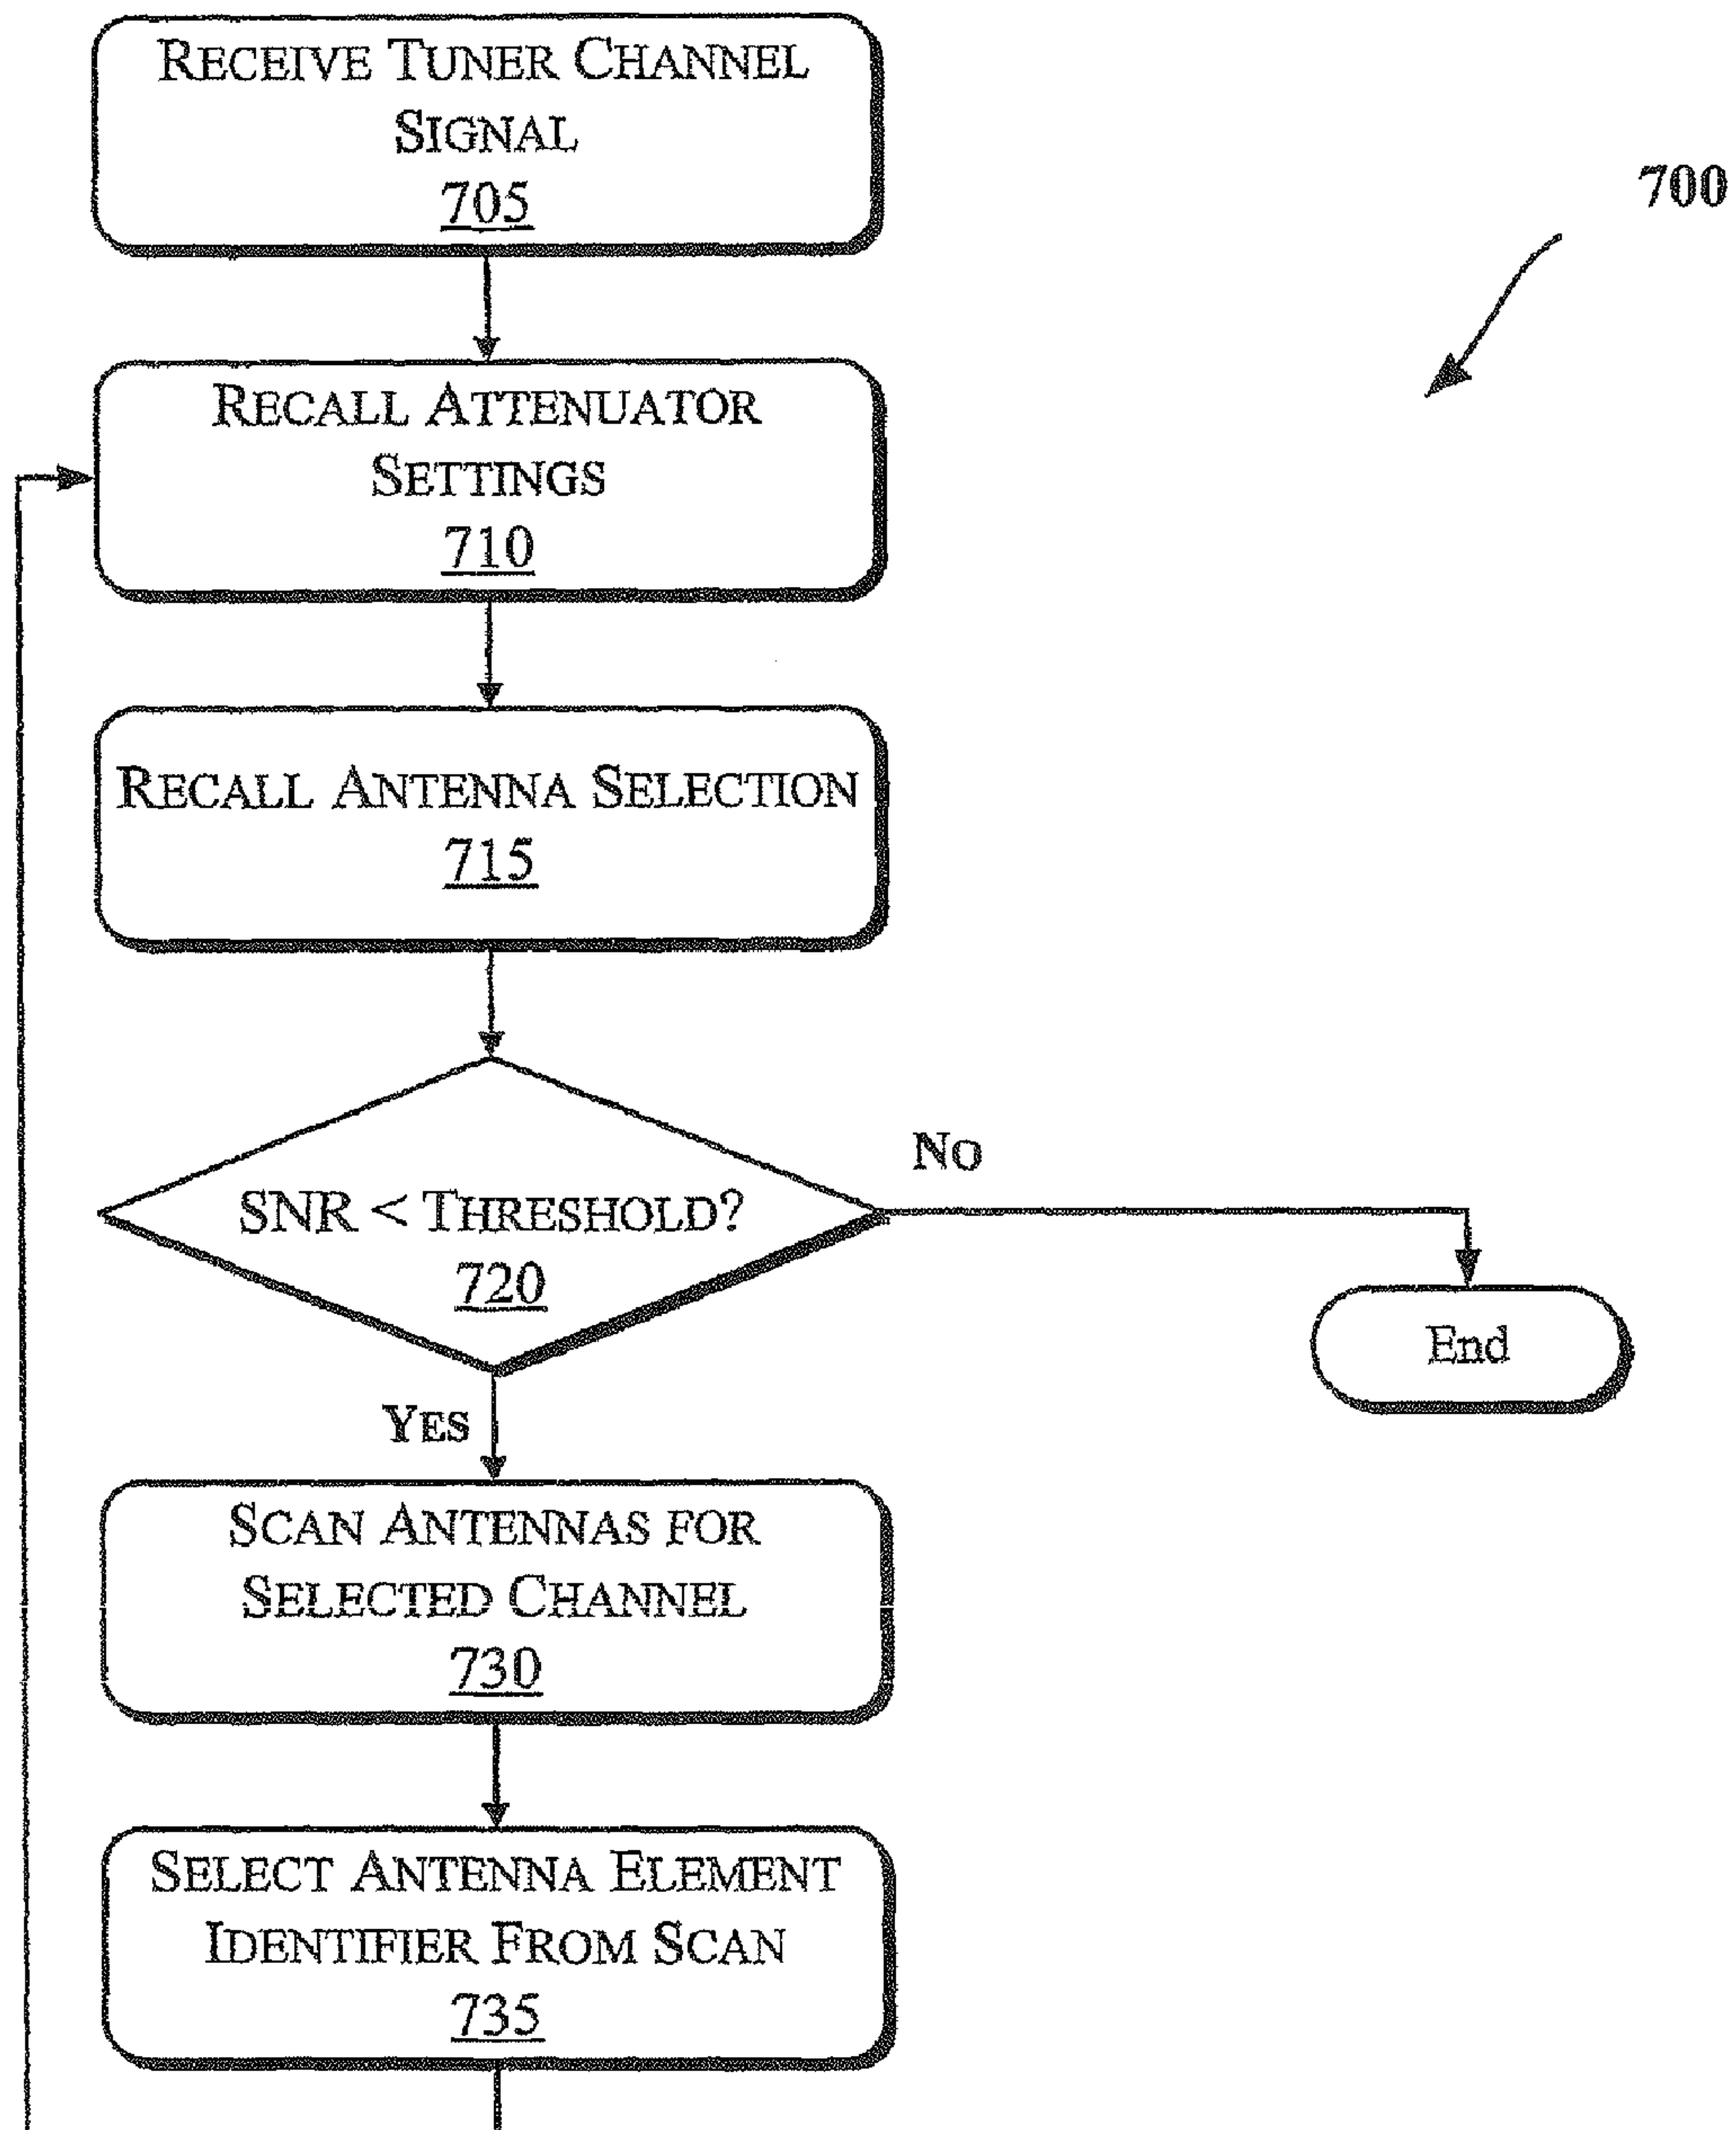 RECEIVE TUNER CHANNEL
SIGNAL
705
700
RECALL ATTENUATOR
SETTINGS
710
RECALL ANTENNA SELECTION
715
NO
SNR < THRESHOLD?
720
End
YES
SCAN ANTENNAS FOR
SELECTED CHANNEL
730
SELECT ANTENNA ELEMENT
IDENTIFIER FROM SCAN
735